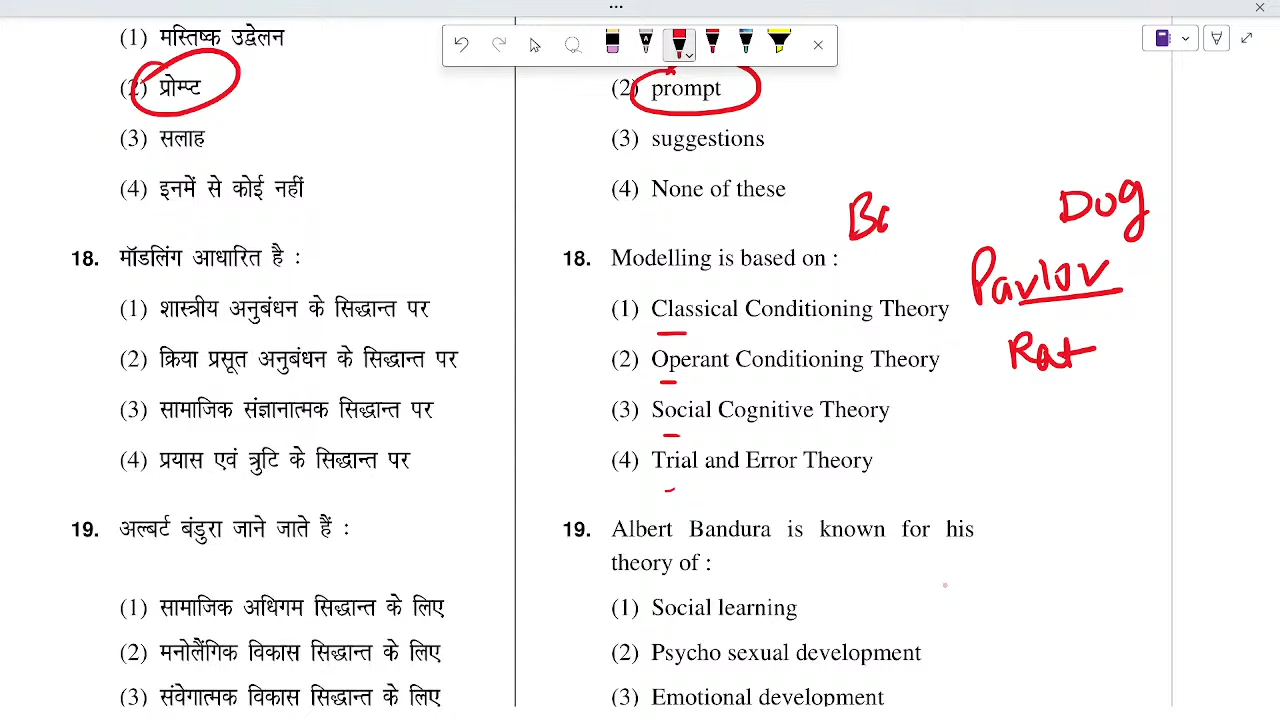 (1) मस्तिष्क उद्वेलन
(2) प्रोम्प्ट
(3) सलाह
(4) इनमें से कोई नहीं
18. मॉडलिंग आधारित है :
(1) शास्त्रीय अनुबंधन के सिद्धान्त पर
(2) क्रिया प्रसूत अनुबंधन के सिद्धान्त पर
(3) सामाजिक संज्ञानात्मक सिद्धान्त पर
(4) प्रयास एवं त्रुटि के सिद्धान्त पर
19. अल्बर्ट बंडुरा जाने जाते हैं :
(1) सामाजिक अधिगम सिद्धान्त के लिए
(2) मनोलैंगिक विकास सिद्धान्त के लिए
(3) संवेगात्मक विकास सिद्धान्त के लिए
(2) prompt
(3) suggestions
(4) None of these
18. Modelling is based on :
(1) Classical Conditioning Theory
(2) Operant Conditioning Theory
(3) Social Cognitive Theory
(4) Trial and Error Theory
19. Albert Bandura is known for his
theory of :
(1) Social learning
(2) Psycho sexual development
(3) Emotional development
Dog
Pavlov
Rat